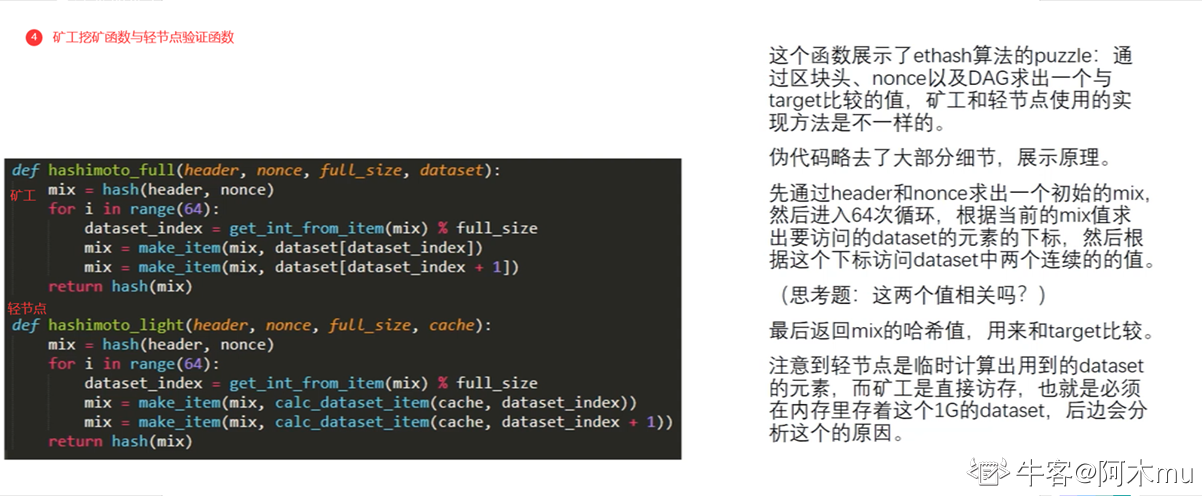 4 矿工挖矿函数与轻节点验证函数
def hashimoto_full(header, nonce, full_size, dataset):
矿工
mix = hash(header, nonce)
for i in range(64):
dataset_index = get_int_from_item(mix) % full_size
mix = make_item(mix, dataset[dataset_index])
mix = make_item(mix, dataset[dataset_index + 1])
return hash(mix)
轻节点
def hashimoto_light(header, nonce, full_size, cache):
mix = hash(header, nonce)
for i in range(64):
dataset_index = get_int_from_item(mix) % full_size
mix = make_item(mix, calc_dataset_item(cache, dataset_index))
mix = make_item(mix, calc_dataset_item(cache, dataset_index + 1))
return hash(mix)
这个函数展示了ethash算法的puzzle：通
过区块头、nonce以及DAG求出一个与
target比较的值，矿工和轻节点使用的实
现方法是不一样的。
伪代码略去了大部分细节，展示原理。
先通过header和nonce求出一个初始的mix,
然后进入64次循环，根据当前的mix值求
出要访问的dataset的元素的下标，然后根
据这个下标访问dataset中两个连续的的值。
（思考题：这两个值相关吗？）
最后返回mix的哈希值，用来和target比较。
注意到轻节点是临时计算出用到的dataset
的元素，而矿工是直接访存，也就是必须
在内存里存着这个1G的dataset，后边会分
析这个的原因。
牛客@阿木mu